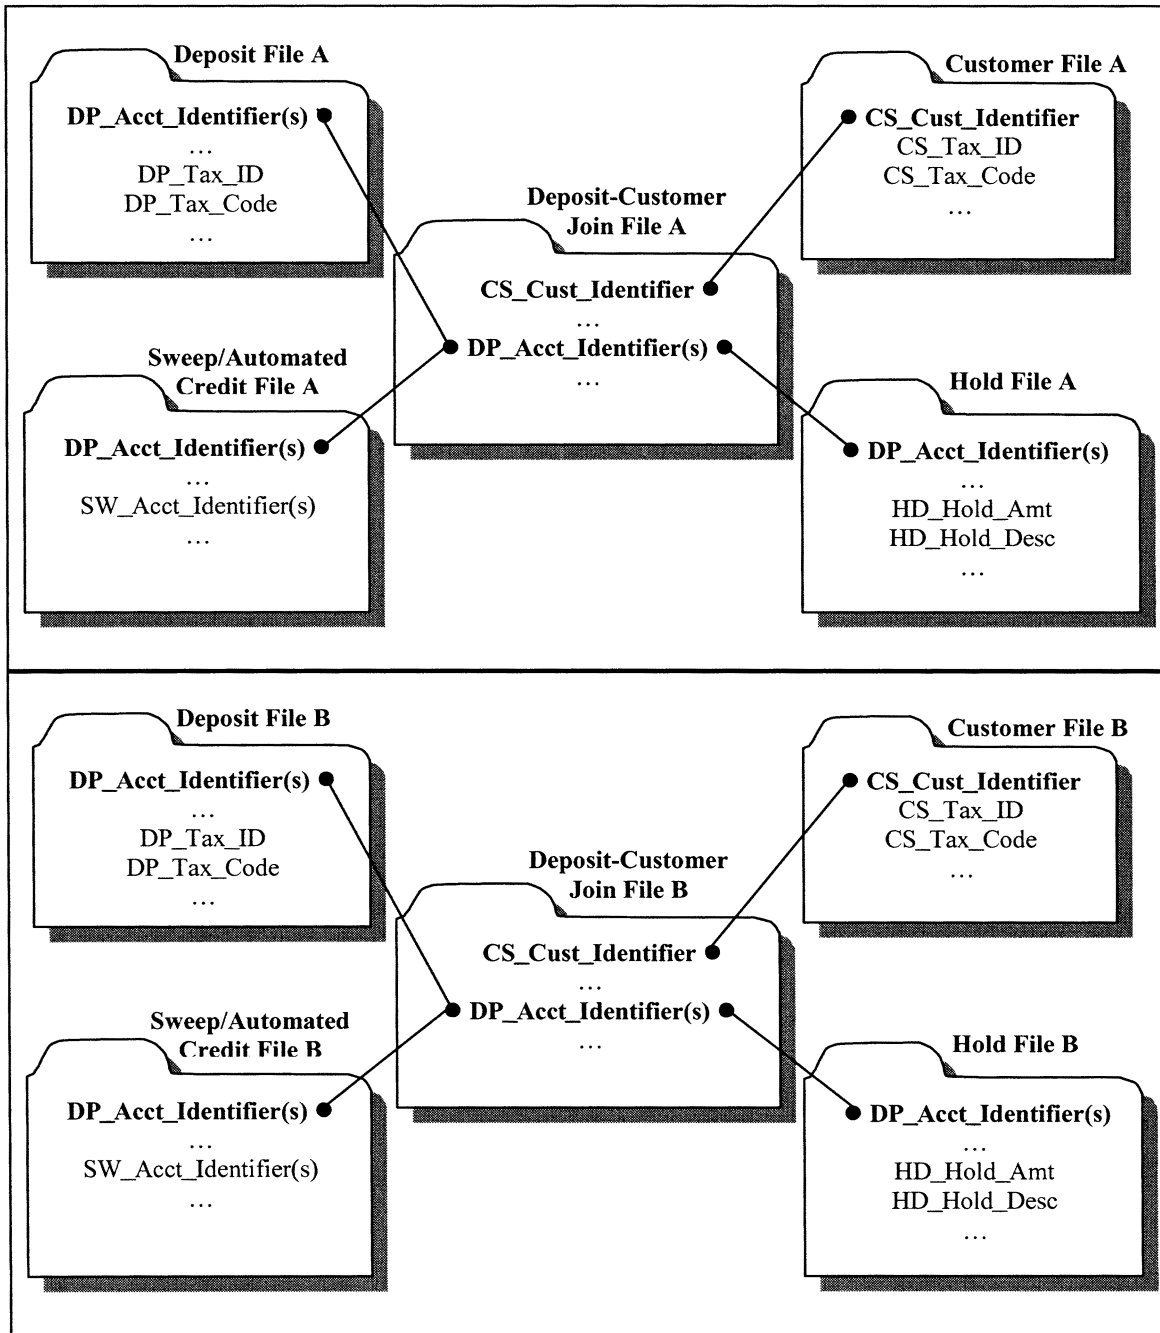 Deposit File A
DP_Acct_Identifier(s)
...
DP_Tax_ID
DP_Tax_Code
...
Customer File A
CS_Cust_Identifier
CS_Tax_ID
CS_Tax_Code
...
Deposit-Customer
Join File A
CS_Cust_Identifier
...
DP_Acct_Identifier(s)
...
Sweep/Automated
Credit File A
DP_Acct_Identifier(s)
...
SW_Acct_Identifier(s)
...
Hold File A
DP_Acct_Identifier(s)
...
HD_Hold_Amt
HD_Hold_Desc
...
Deposit File B
DP_Acct_Identifier(s)
...
DP_Tax_ID
DP_Tax_Code
...
Customer File B
CS_Cust_Identifier
CS_Tax_ID
CS_Tax_Code
...
Deposit-Customer
Join File B
CS_Cust_Identifier
...
DP_Acct_Identifier(s)
...
Sweep/Automated
Credit File B
DP_Acct_Identifier(s)
...
SW_Acct_Identifier(s)
...
Hold File B
DP_Acct_Identifier(s)
...
HD_Hold_Amt
HD_Hold_Desc
...